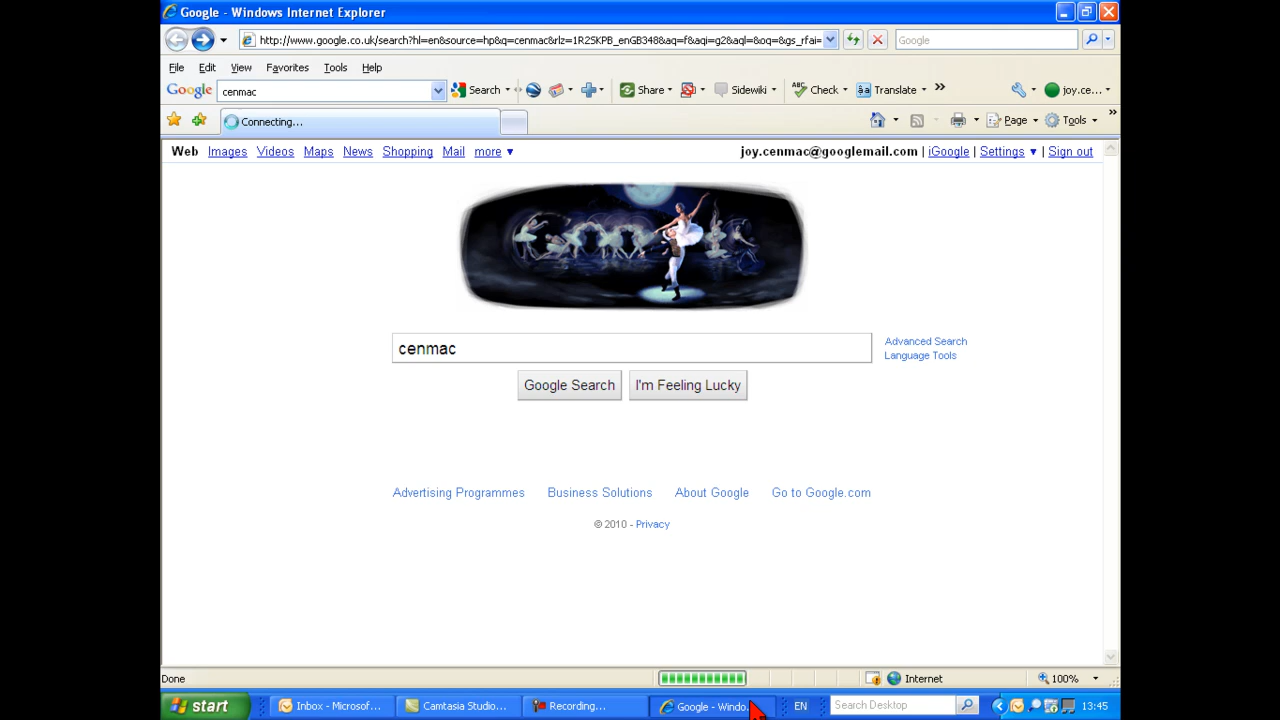 Google - Windows Internet Explorer
http://www.google.co.uk/search?hl=en&source=hp&q=cenmac&rlz=1R2SKPB_enGB348&aq=f&aqi=g2&aql=&oq=&gs_rfai=
Google
File Edit View Favorites Tools Help
Google cenmac Search Share Sidewiki Check Translate » joy.ce...
Connecting... Page Tools »
Web Images Videos Maps News Shopping Mail more ▼ joy.cenmac@googlemail.com | iGoogle | Settings ▼ | Sign out
Google
cenmac
Advanced Search
Language Tools
Google Search I'm Feeling Lucky
Advertising Programmes Business Solutions About Google Go to Google.com
© 2010 - Privacy
Done Internet 100%
start Inbox - Microsof... Camtasia Studio... Recording... Google - Windo... EN Search Desktop 13:45